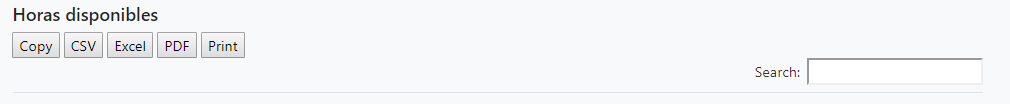 Horas disponibles
Copy CSV Excel PDF Print
Search: